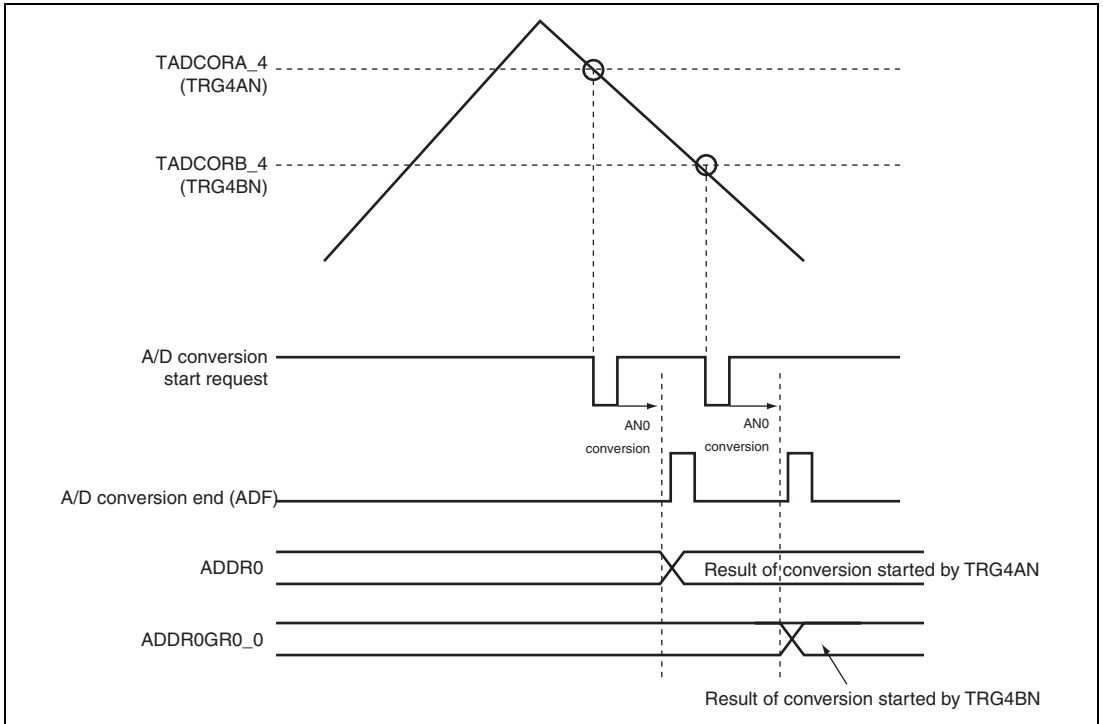 TADCORA_4
(TRG4AN)
TADCORB_4
(TRG4BN)
A/D conversion
start request
AN0
conversion
AN0
conversion
A/D conversion end (ADF)
ADDR0
Result of conversion started by TRG4AN
ADDR0GR0_0
Result of conversion started by TRG4BN